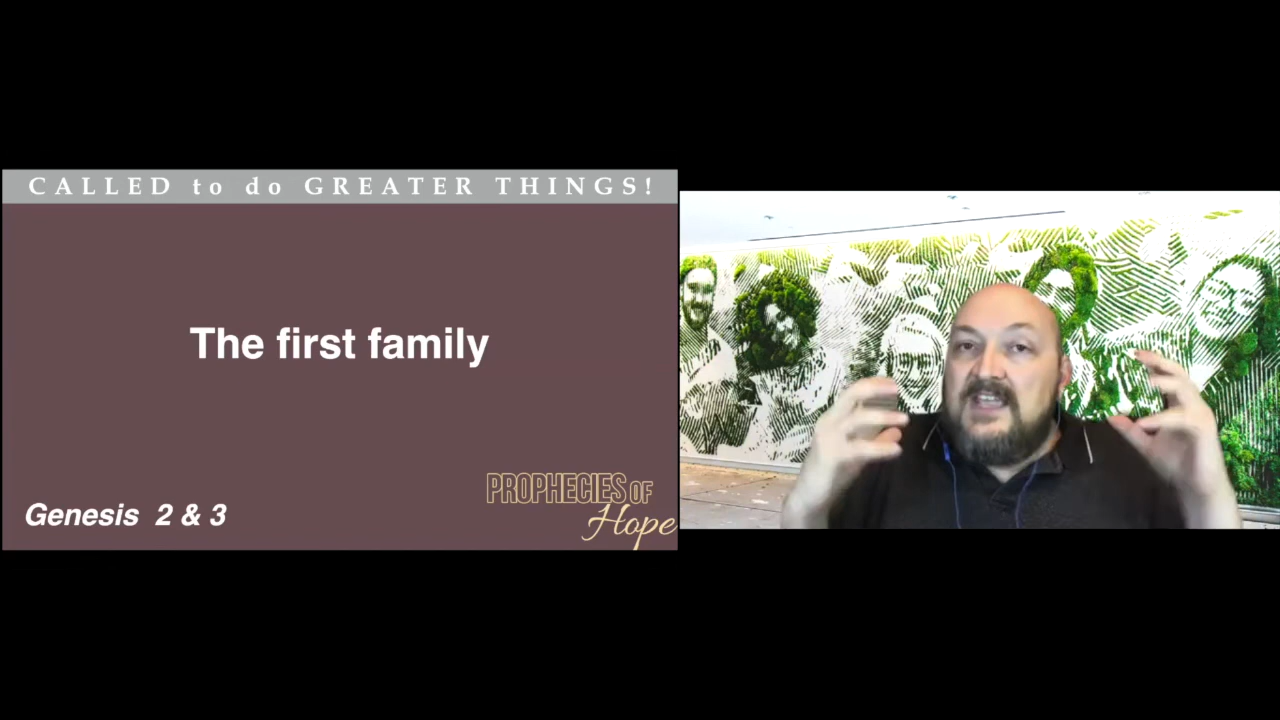 CALLED to do GREATER THINGS!
The first family
PROPHECIES OF
Hope
Genesis 2 & 3